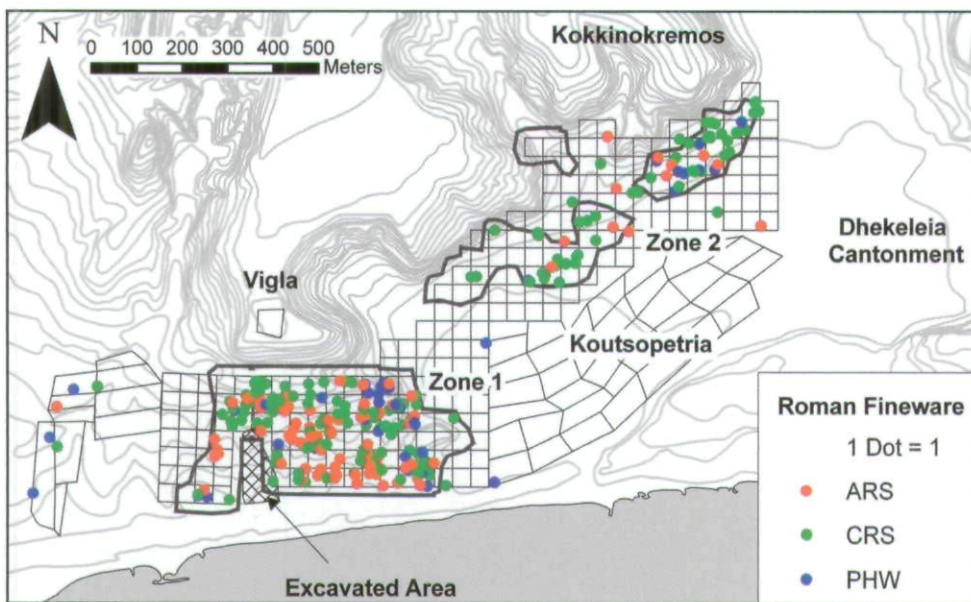 Kokkinokremos
N
0 100 200 300 400 500
Meters
Zone 2
Dhekeleia
Cantonment
Vigla
Koutsopetria
Zone 1
Excavated Area
Roman Fineware
1 Dot = 1
ARS
CRS
PHW